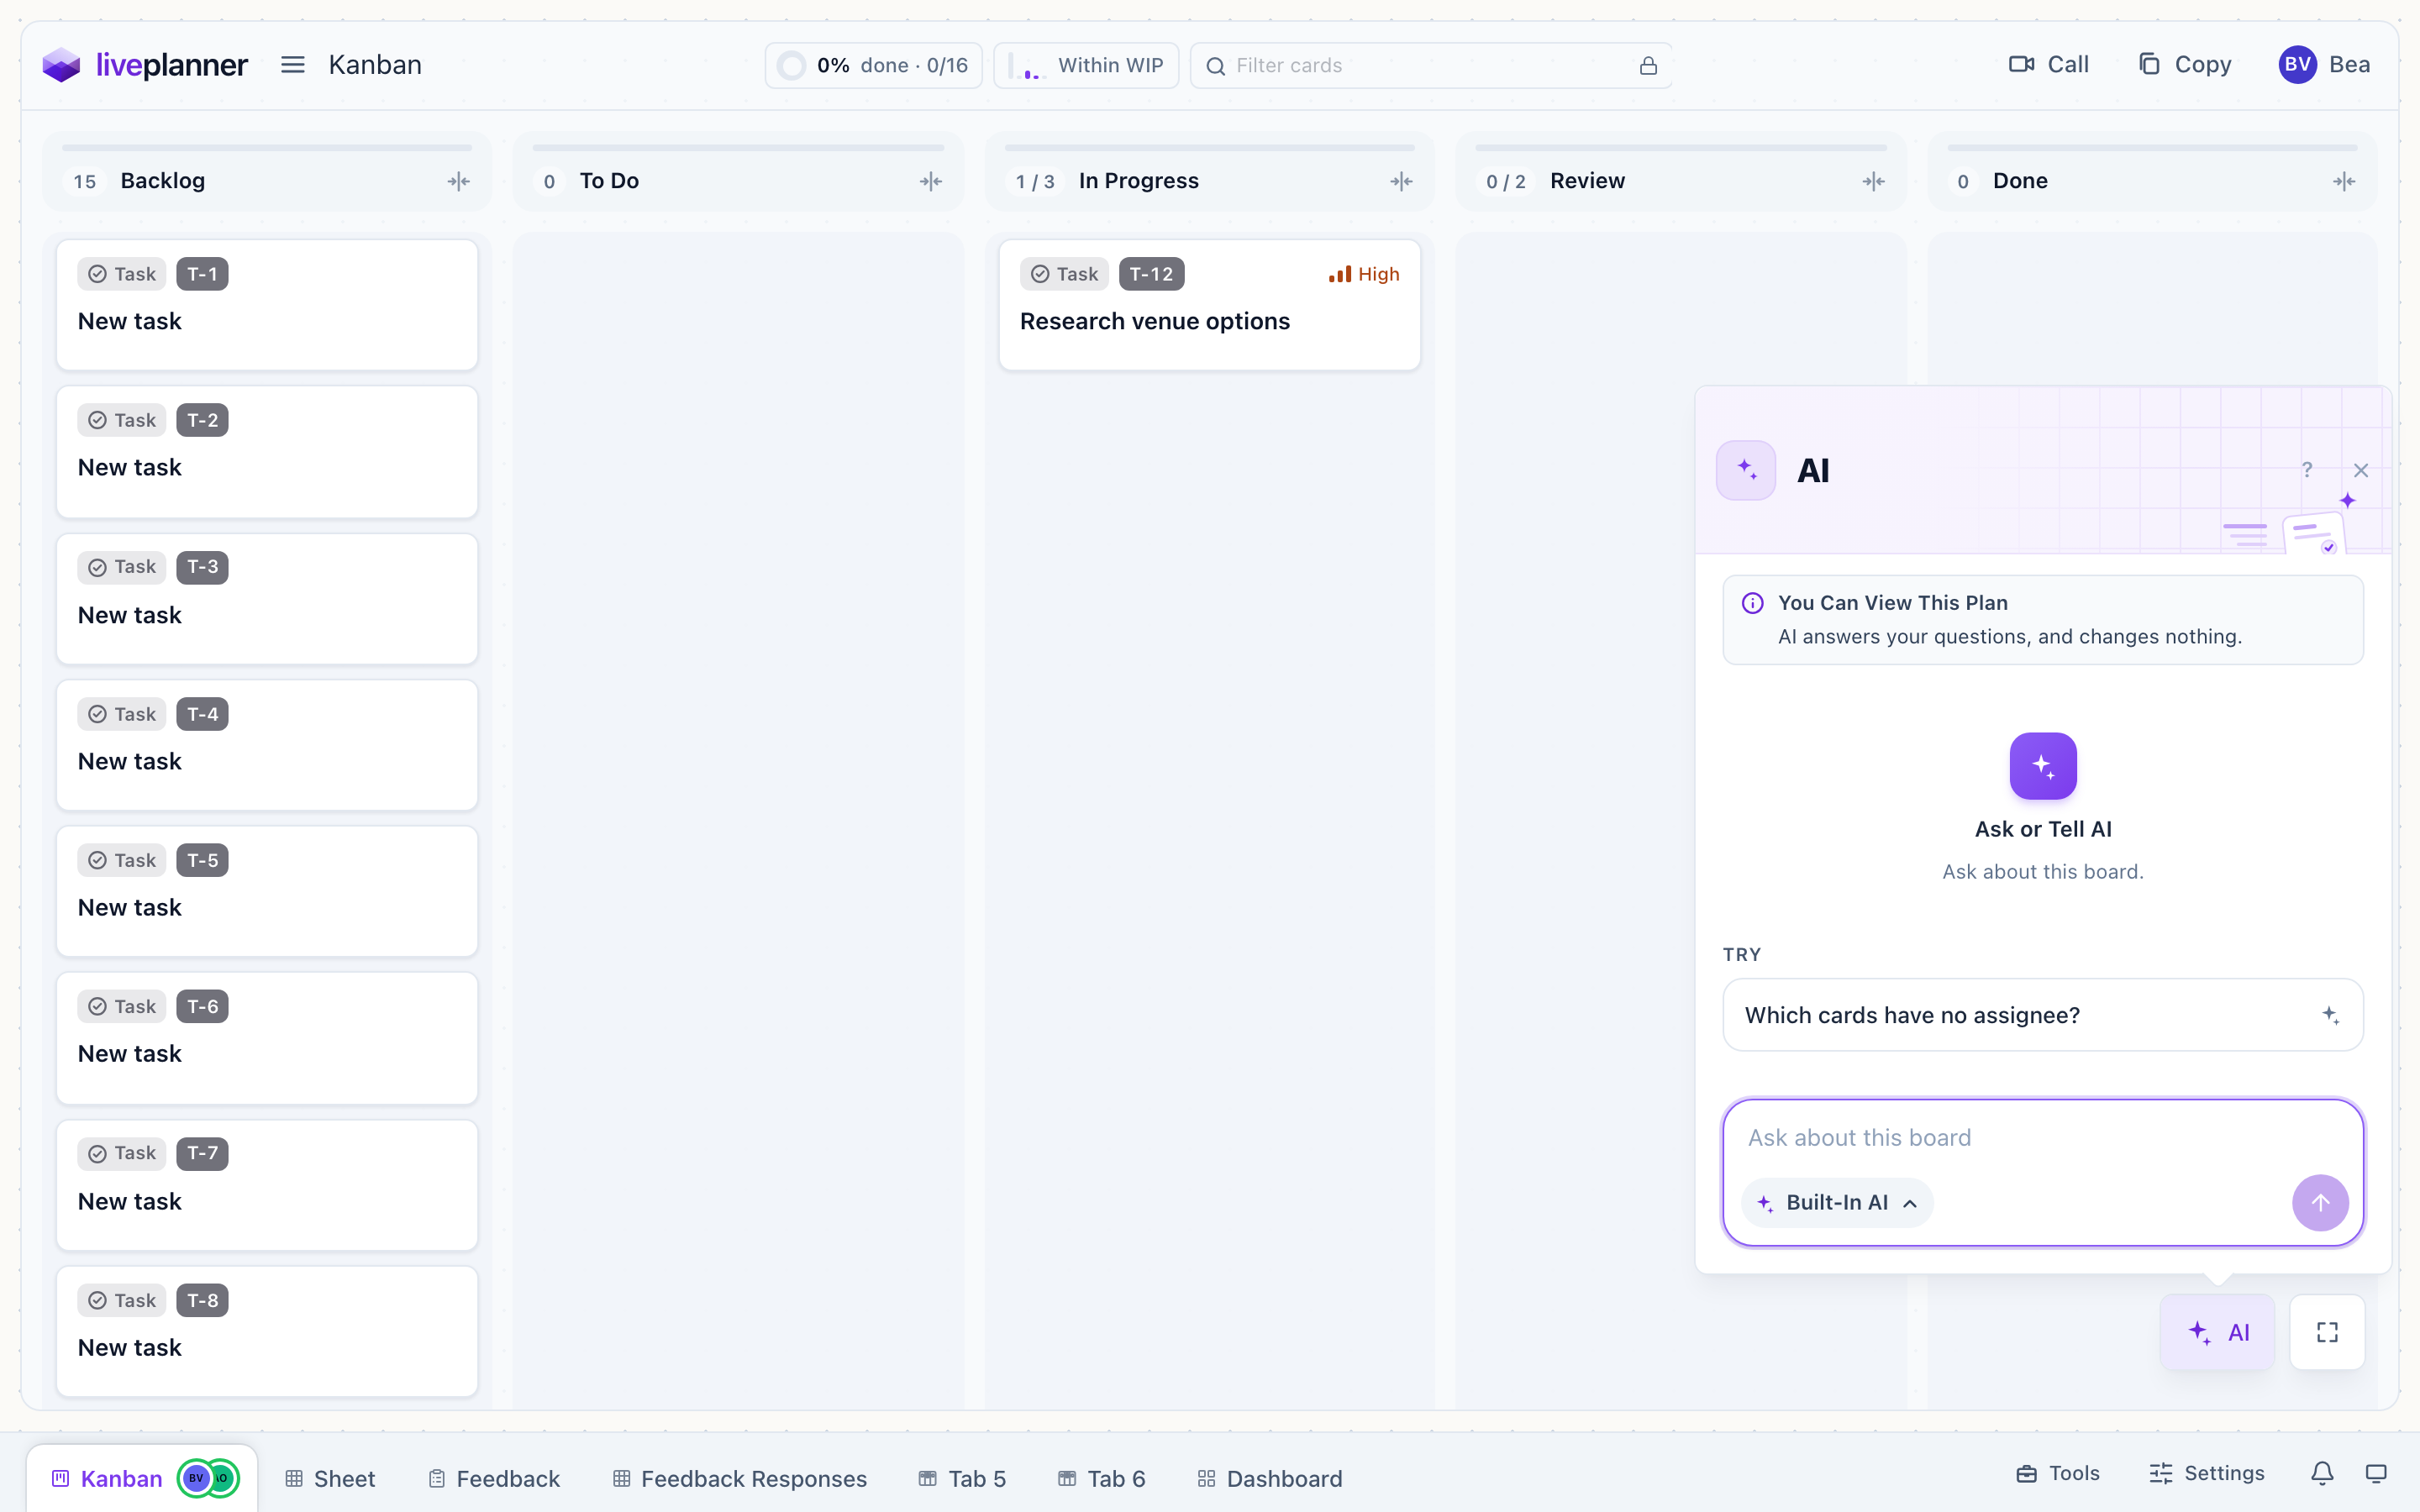 liveplanner
Kanban
0% done · 0/16
Within WIP
Filter cards
Call
Copy
BV
Bea
15 Backlog
0 To Do
1 / 3 In Progress
0 / 2 Review
0 Done
Task T-1
New task
Task T-2
New task
Task T-3
New task
Task T-4
New task
Task T-5
New task
Task T-6
New task
Task T-7
New task
Task T-8
New task
Task T-12 High
Research venue options
AI
?
You Can View This Plan
AI answers your questions, and changes nothing.
Ask or Tell AI
Ask about this board.
TRY
Which cards have no assignee?
Ask about this board
Built-In AI
AI
Kanban
BV
Sheet
Feedback
Feedback Responses
Tab 5
Tab 6
Dashboard
Tools
Settings